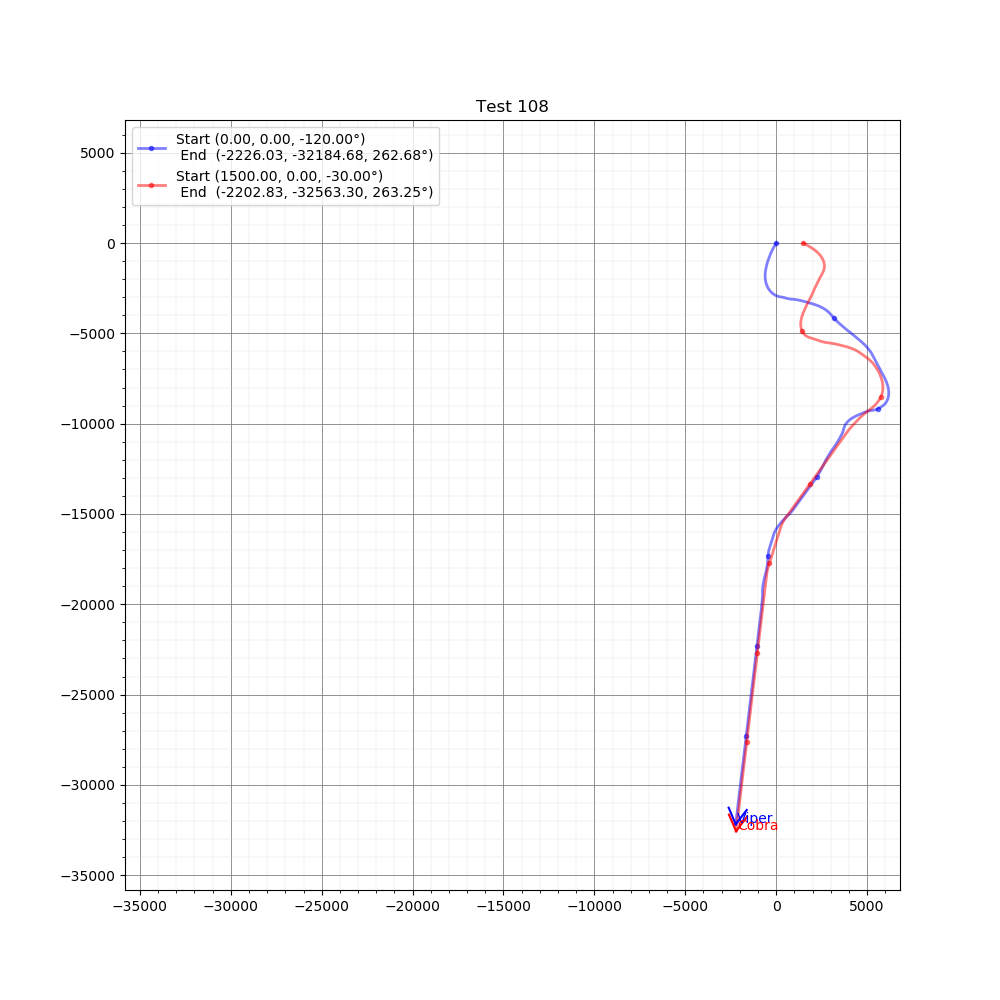 Test 108
Start (0.00, 0.00, -120.00°)
End (-2226.03, -32184.68, 262.68°)
Start (1500.00, 0.00, -30.00°)
End (-2202.83, -32563.30, 263.25°)
5000
0
−5000
−10000
−15000
−20000
−25000
−30000
−35000
Cobra
−35000 −30000 −25000 −20000 −15000 −10000 −5000 0 5000